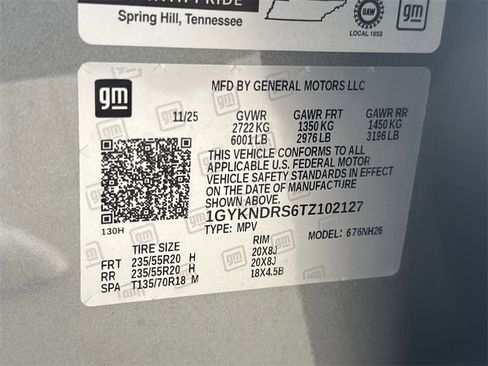 Spring Hill, Tennessee
UAW
LOCAL 1853
gm
gm
MFD BY GENERAL MOTORS LLC
11/25 GVWR GAWR FRT GAWR RR
2722 KG 1350 KG 1450 KG
6001 LB 2976 LB 3196 LB
THIS VEHICLE CONFORMS TO ALL
APPLICABLE U.S. FEDERAL MOTOR
VEHICLE SAFETY STANDARDS IN EFFECT
ON THE DATE OF MANUFACTURE
SHOWN ABOVE.
1GYKNDRS6TZ102127
130H TYPE: MPV MODEL: 676NH26
TIRE SIZE RIM
FRT 235/55R20 H 20X8J
RR 235/55R20 H 20X8J
SPA T135/70R18 M 18X4.5B